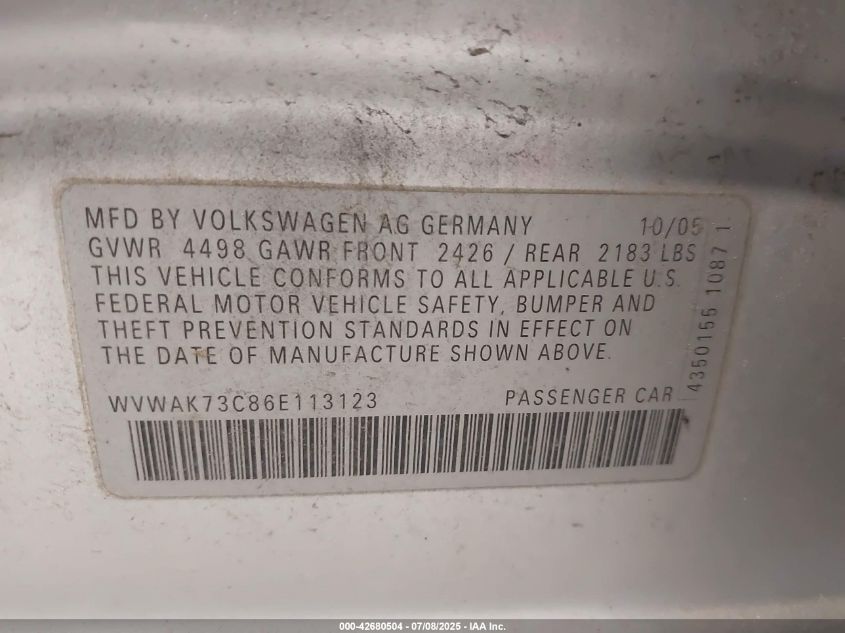 MFD BY VOLKSWAGEN AG GERMANY 10/05
GVWR 4498 GAWR FRONT 2426 / REAR 2183 LBS
THIS VEHICLE CONFORMS TO ALL APPLICABLE U.S.
FEDERAL MOTOR VEHICLE SAFETY, BUMPER AND
THEFT PREVENTION STANDARDS IN EFFECT ON
THE DATE OF MANUFACTURE SHOWN ABOVE.
WVWAK73C86E113123 PASSENGER CAR
4350155 1087 1
000-42680504 - 07/08/2025 - IAA Inc.